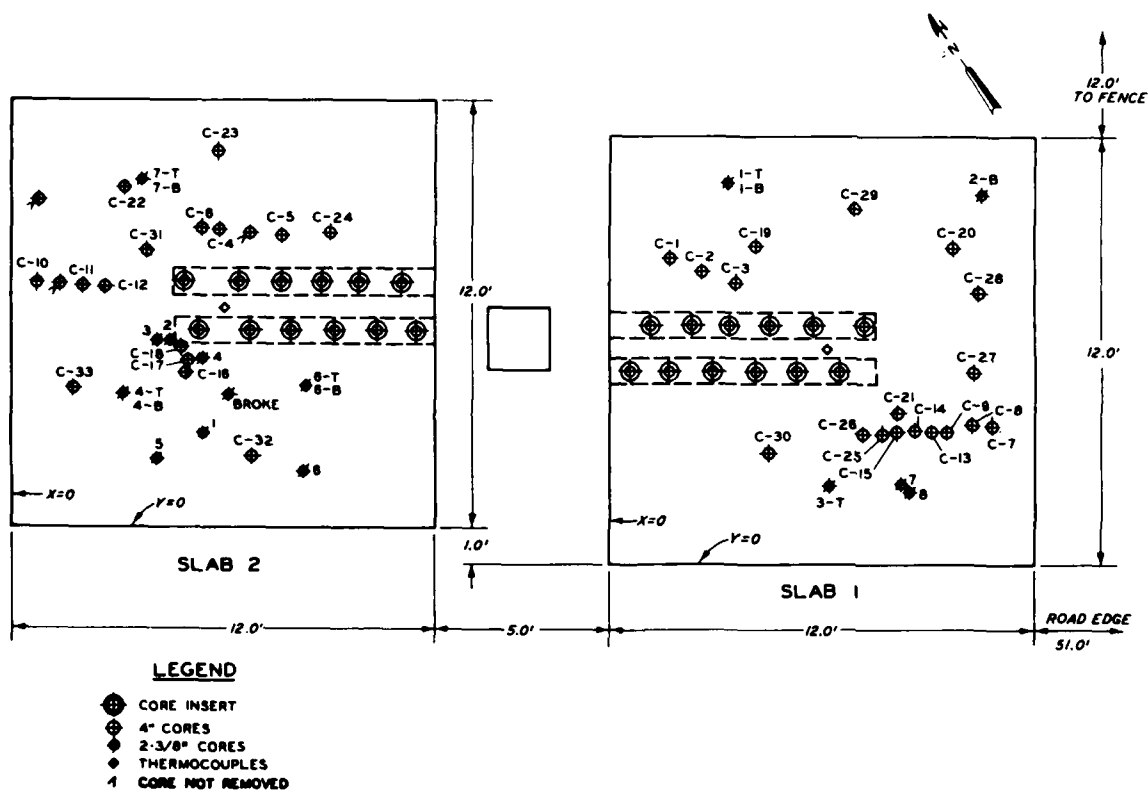 N
12.0'
TO FENCE
C-23
7-T
7-B
C-22
C-6
C-5
C-24
C-4
C-31
C-10
C-11
C-12
12.0'
3
2
4
C-18
C-17
C-16
C-33
4-T
4-B
6-T
6-B
BROKE
1
5
C-32
6
X=0
Y=0
1.0'
SLAB 2
1-T
1-B
2-B
C-29
C-1
C-2
C-19
C-3
C-20
C-28
12.0'
C-27
C-21
C-14
C-9
C-8
C-26
C-7
C-30
C-25
C-13
C-15
3-T
7
8
X=0
Y=0
SLAB 1
12.0'
5.0'
12.0'
ROAD EDGE
51.0'
LEGEND
CORE INSERT
4" CORES
2-3/8" CORES
THERMOCOUPLES
CORE NOT REMOVED